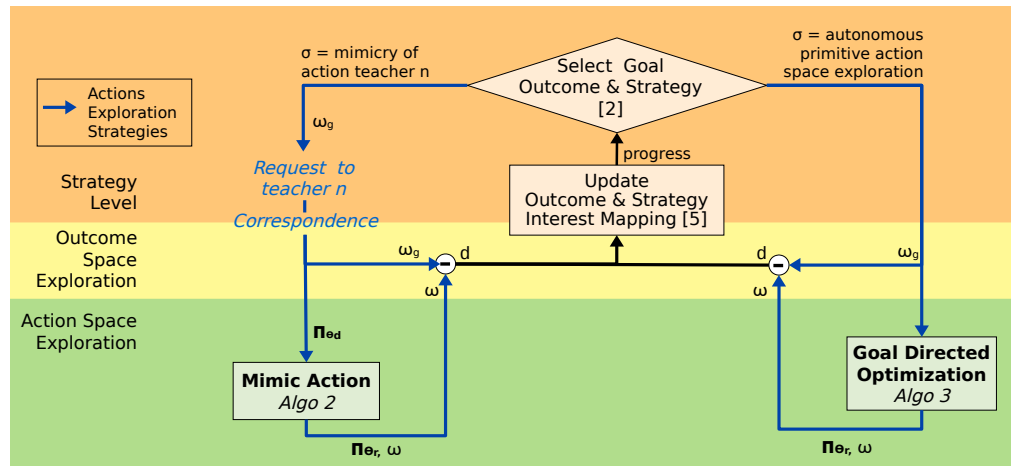 σ = mimicry of
action teacher n
σ = autonomous
primitive action
space exploration
Select Goal
Outcome & Strategy
[2]
Actions
Exploration
Strategies
ω_g
progress
Request to
teacher n
Correspondence
Strategy
Level
Update
Outcome & Strategy
Interest Mapping [5]
Outcome
Space
Exploration
ω_g
-
d
d
-
ω_g
ω
ω
Action Space
Exploration
Π_θd
Mimic Action
Algo 2
Goal Directed
Optimization
Algo 3
Π_θr, ω
Π_θr, ω